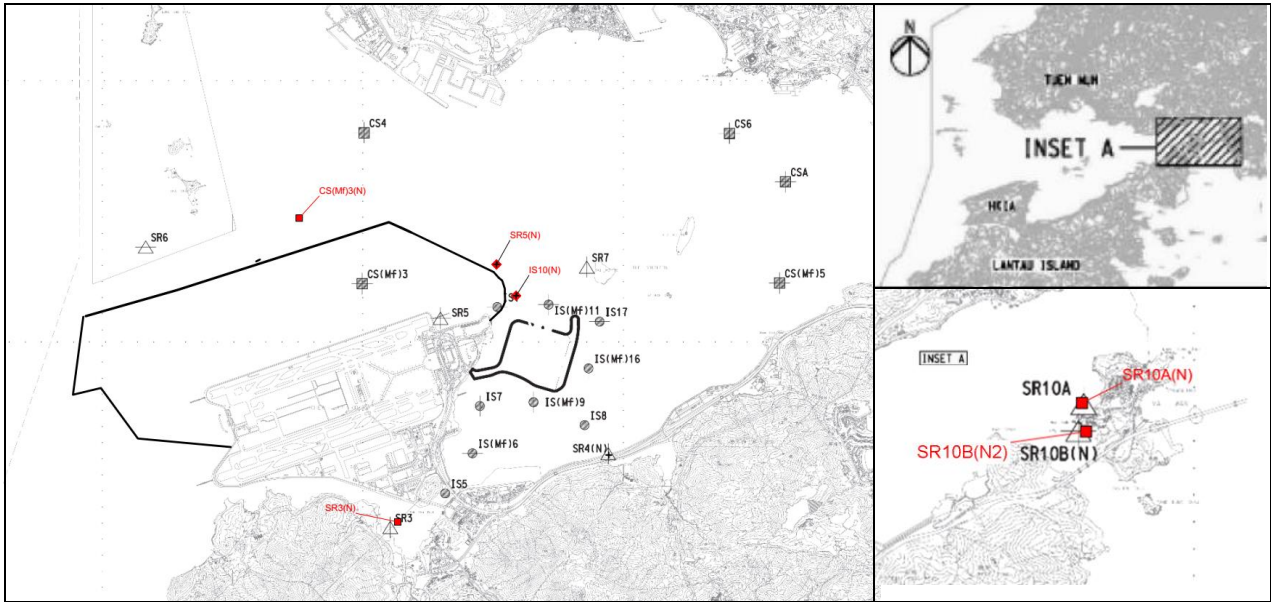 CS4
CS6
CSA
CS(Mf)3(N)
SR6
SR5(N)
SR7
IS10(N)
CS(Mf)3
CS(Mf)5
SR5
IS(Mf)11
IS17
IS(Mf)16
IS7
IS(Mf)9
IS8
IS(Mf)6
SR4(N)
IS5
SR3(N)
SR3
N
TUEN MUN
INSET A
HKIA
LANTAU ISLAND
INSET A
SR10A
SR10A(N)
SR10B(N2)
SR10B(N)